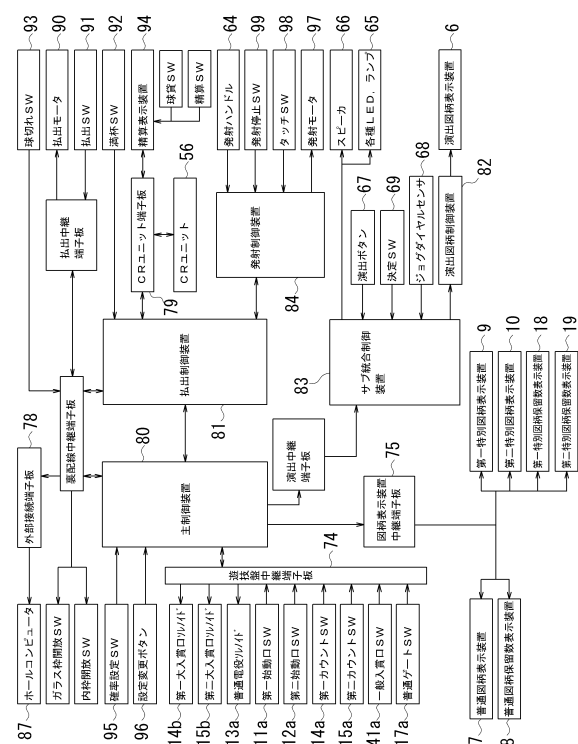 93
球切れSW
90
払出モータ
91
払出SW
92
満杯SW
94
精算表示装置
球貸SW
精算SW
64
発射ハンドル
99
発射停止SW
98
タッチSW
97
発射モータ
66
スピーカ
65
各種LED，ランプ
6
演出図柄表示装置
払出中継
端子板
CRユニット端子板
79
56
CRユニット
発射制御装置
84
67
演出ボタン
69
決定SW
68
ジョグダイヤルセンサ
演出図柄制御装置
82
78
外部接続端子板
裏配線中継端子板
払出制御装置
81
サブ統合制御
装置
83
80
主制御装置
演出中継
端子板
75
図柄表示装置
中継端子板
74
遊技盤中継端子板
9
第一特別図柄表示装置
10
第二特別図柄表示装置
18
第一特別図柄保留数表示装置
19
第二特別図柄保留数表示装置
87
ホールコンピュータ
ガラス枠開放SW
内枠開放SW
95
確率設定SW
96
設定変更ボタン
14b
第一大入賞口ソレノイド
15b
第二大入賞口ソレノイド
13a
普通電役ソレノイド
11a
第一始動口SW
12a
第二始動口SW
14a
第一カウントSW
15a
第二カウントSW
41a
一般入賞口SW
17a
普通ゲートSW
7
普通図柄表示装置
8
普通図柄保留数表示装置